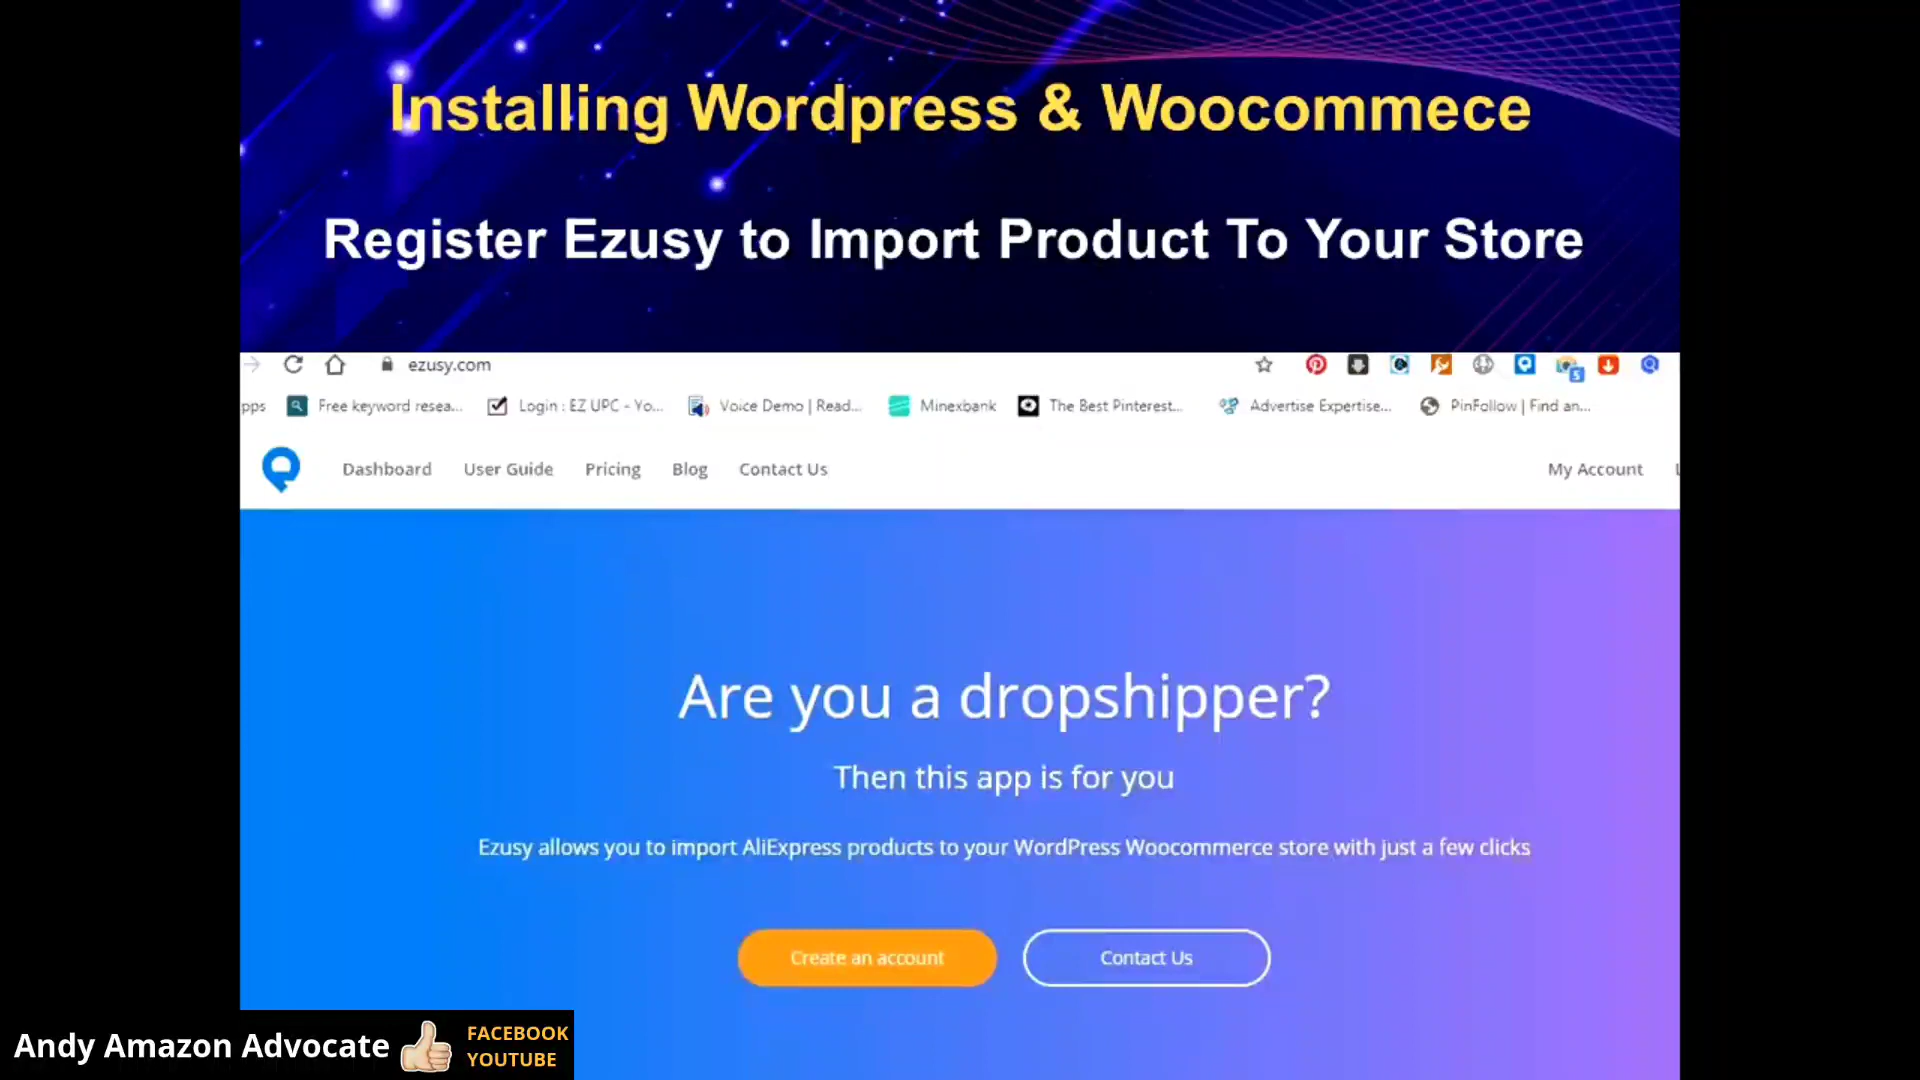 Installing Wordpress & Woocommece
Register Ezusy to Import Product To Your Store
ezusy.com
5
pps Free keyword resea... Login : EZ UPC - Yo... Voice Demo | Read... Minexbank The Best Pinterest... Advertise Expertise... PinFollow | Find an...
Dashboard User Guide Pricing Blog Contact Us My Account
Are you a dropshipper?
Then this app is for you
Ezusy allows you to import AliExpress products to your WordPress Woocommerce store with just a few clicks
Create an account Contact Us
Andy Amazon Advocate
FACEBOOK
YOUTUBE